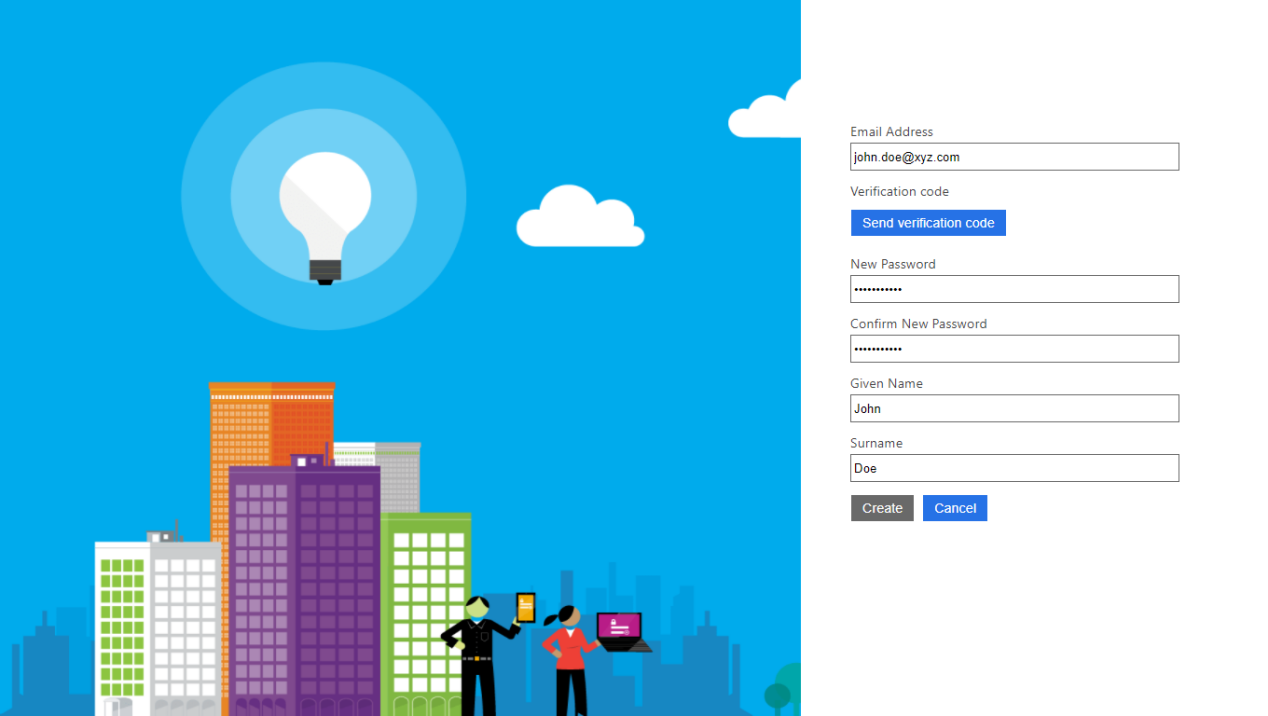 Email Address
john.doe@xyz.com
Verification code
Send verification code
New Password
•••••••••••
Confirm New Password
•••••••••••
Given Name
John
Surname
Doe
Create Cancel